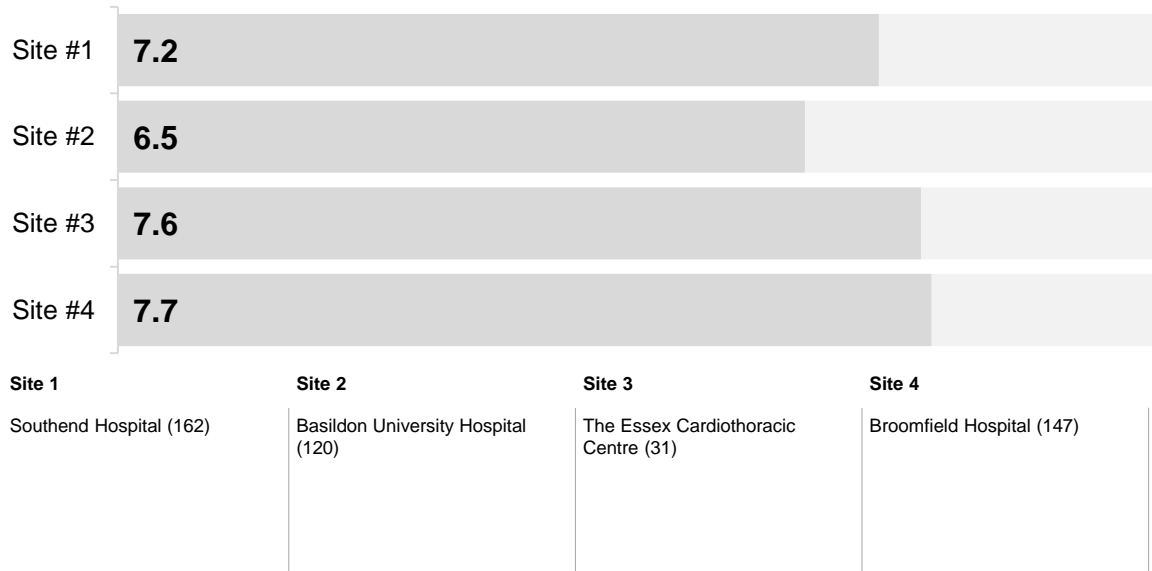 Site #1
7.2
Site #2
6.5
Site #3
7.6
Site #4
7.7
Site 1
Southend Hospital (162)
Site 2
Basildon University Hospital
(120)
Site 3
The Essex Cardiothoracic
Centre (31)
Site 4
Broomfield Hospital (147)